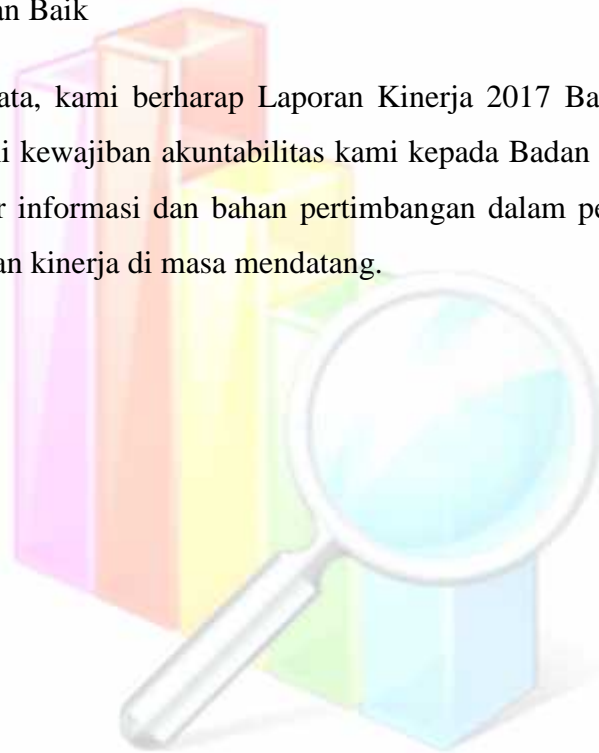 an Baik
ata, kami berharap Laporan Kinerja 2017 Ba
i kewajiban akuntabilitas kami kepada Badan
r informasi dan bahan pertimbangan dalam pe
an kinerja di masa mendatang.